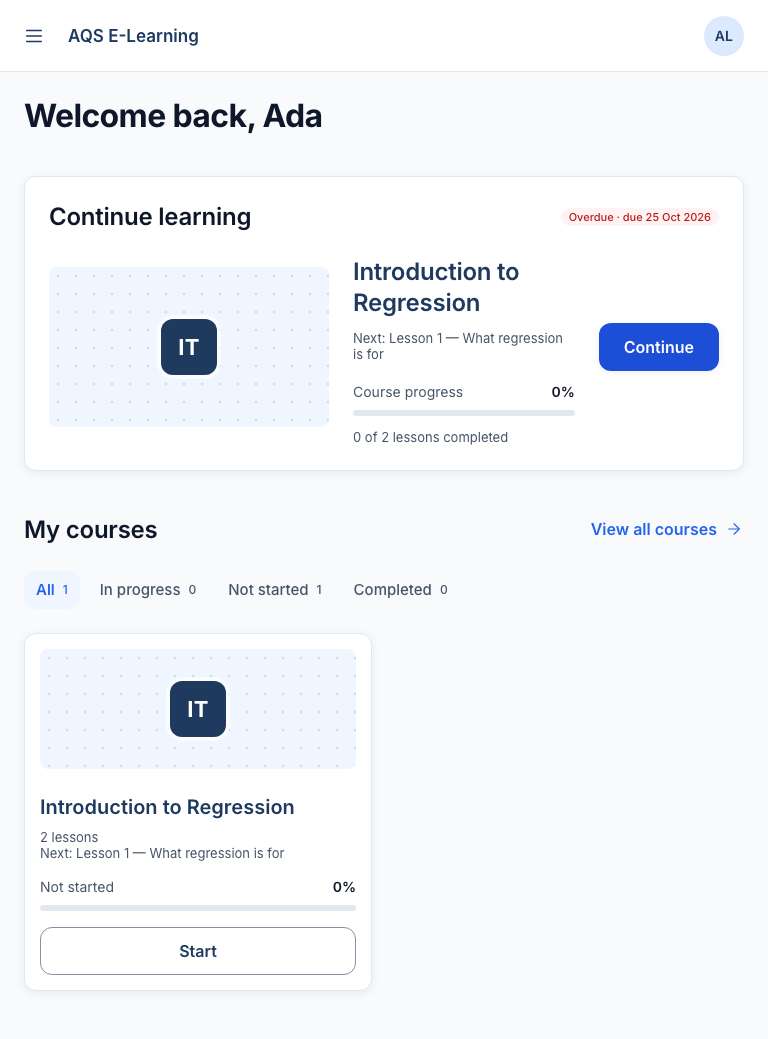 AQS E-Learning
AL
Welcome back, Ada
Continue learning
Overdue · due 25 Oct 2026
IT
Introduction to
Regression
Next: Lesson 1 — What regression
is for
Course progress 0%
0 of 2 lessons completed
Continue
My courses
View all courses →
All 1 In progress 0 Not started 1 Completed 0
IT
Introduction to Regression
2 lessons
Next: Lesson 1 — What regression is for
Not started 0%
Start